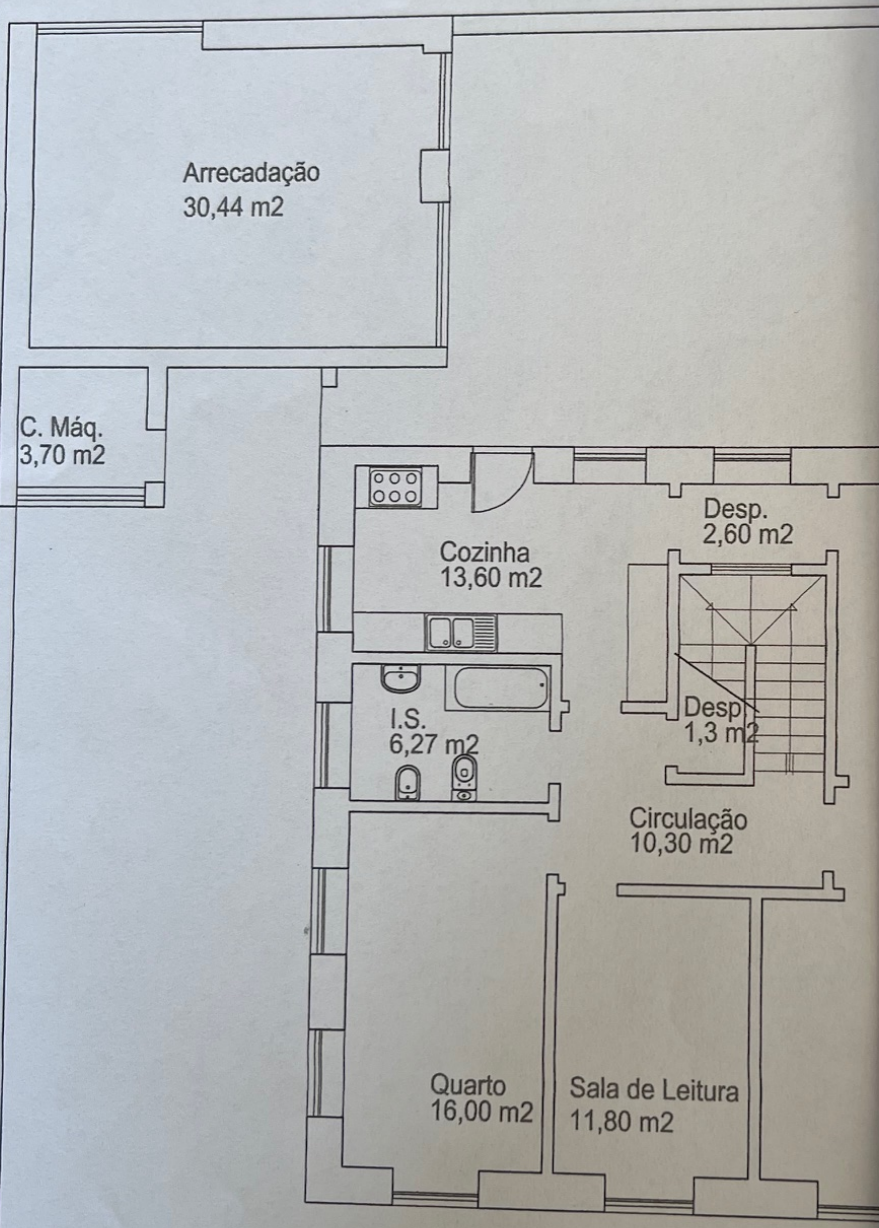 Arrecadação
30,44 m2
C. Máq.
3,70 m2
Desp.
2,60 m2
Cozinha
13,60 m2
Desp.
1,3 m2
I.S.
6,27 m2
Circulação
10,30 m2
Quarto
16,00 m2
Sala de Leitura
11,80 m2